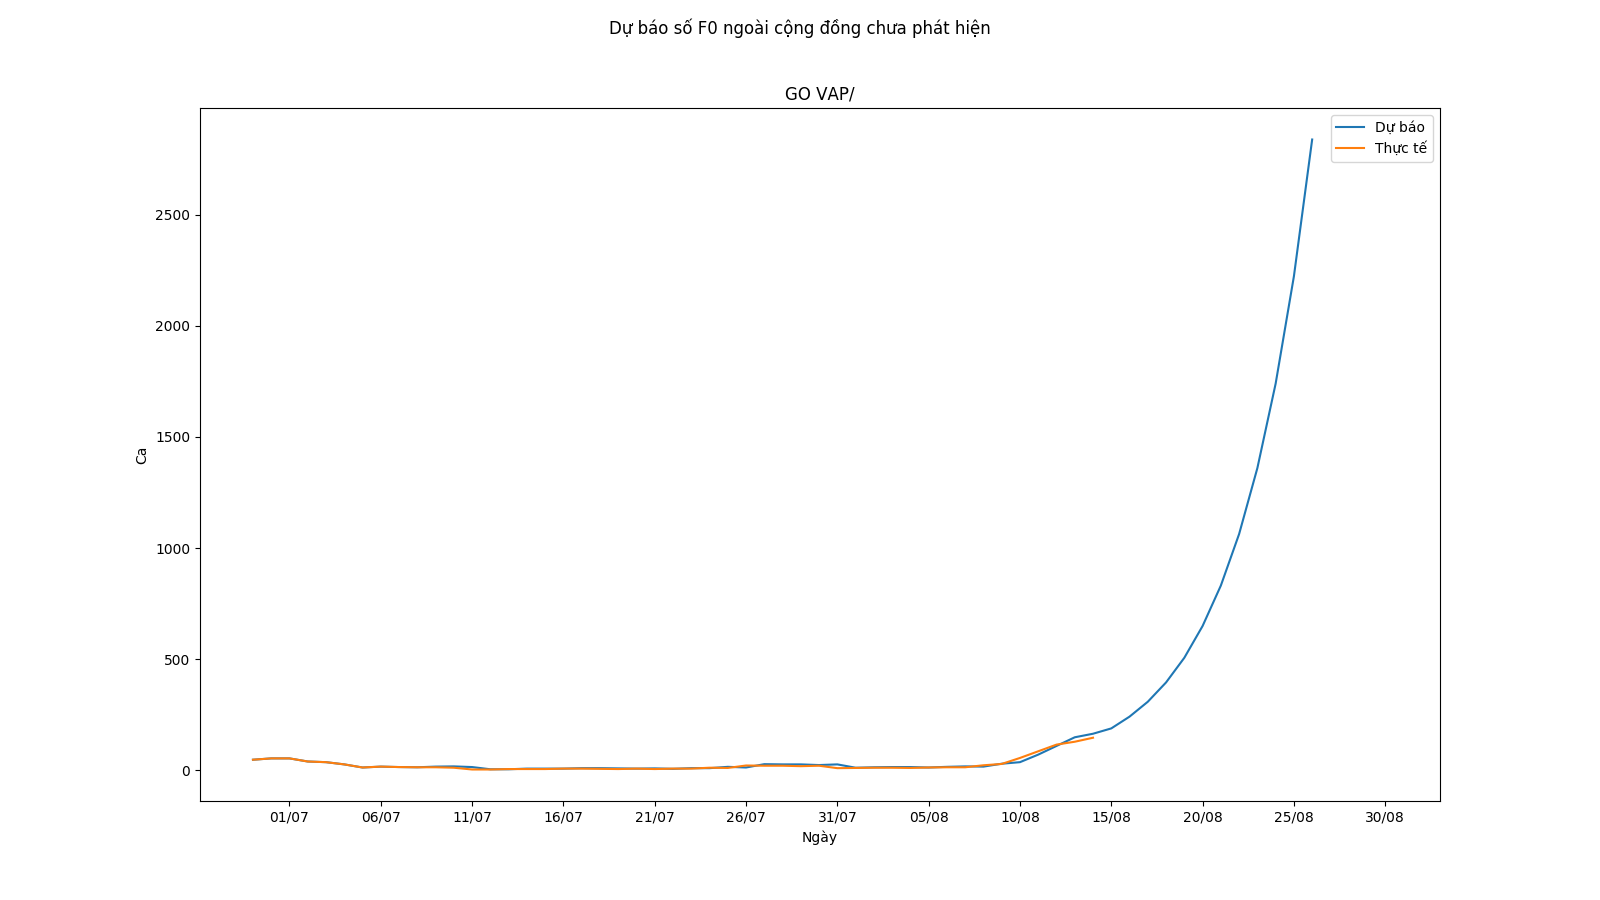 Dự báo số F0 ngoài cộng đồng chưa phát hiện
GO VAP/
Dự báo
Thực tế
2500
2000
1500
1000
500
0
Ca
01/07 06/07 11/07 16/07 21/07 26/07 31/07 05/08 10/08 15/08 20/08 25/08 30/08
Ngày